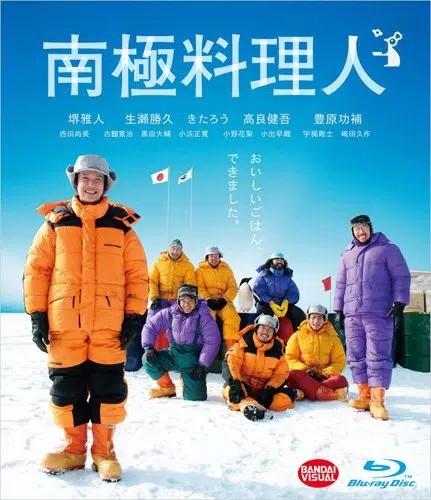 南極料理人
堺雅人 生瀬勝久 きたろう 高良健吾 豊原功補
西田尚美 古舘寛治 黒田大輔 小浜正寛 小野花梨 小出早織 宇梶剛士 嶋田久作
おいしいごはん、
できました。
BANDAI
VISUAL
Blu-ray Disc
TM